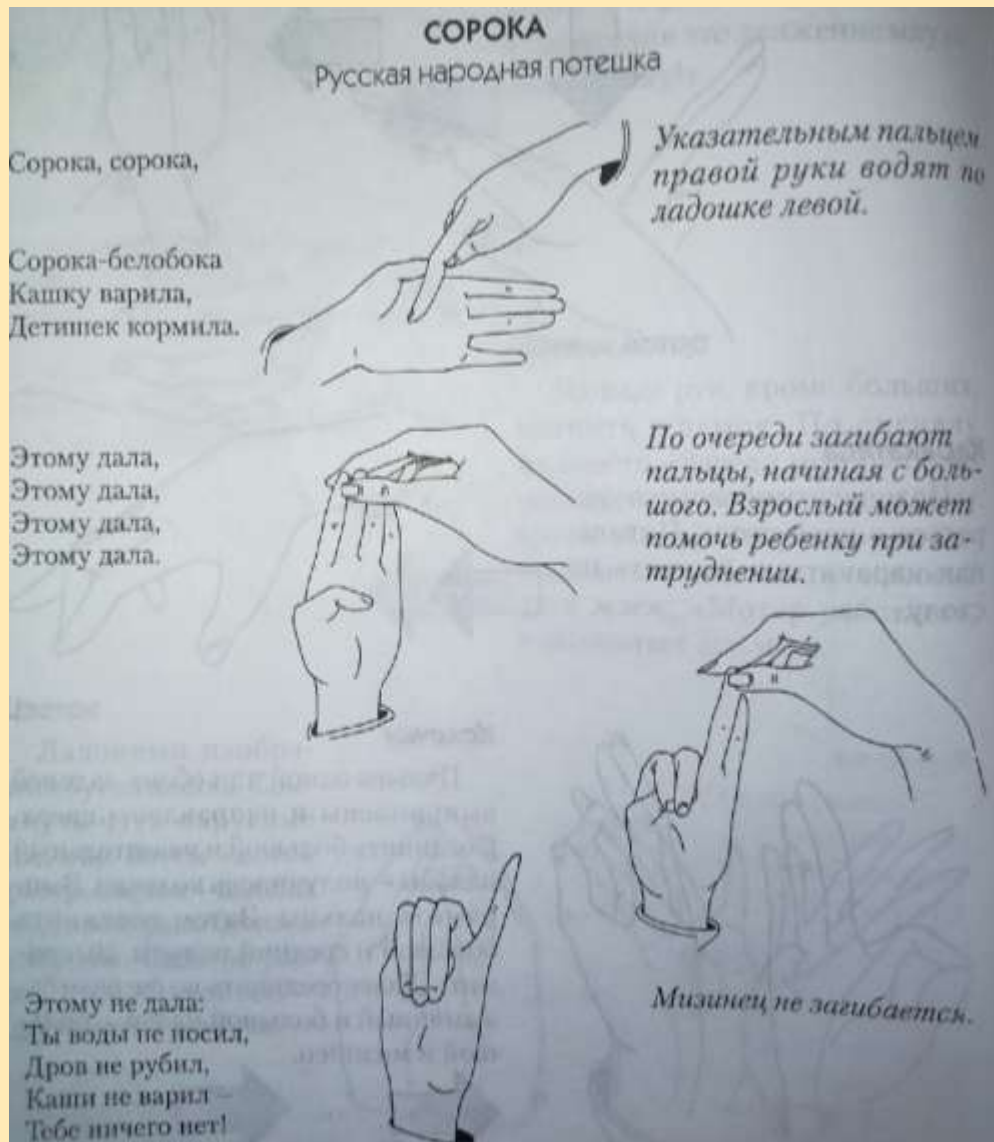 СОРОКА
Русская народная потешка
Сорока, сорока,
Указательным пальцем
правой руки водят по
ладошке левой.
Сорока-белобока
Кашку варила,
Детишек кормила.
Этому дала,
Этому дала,
Этому дала,
Этому дала.
По очереди загибают
пальцы, начиная с боль-
шого. Взрослый может
помочь ребенку при за-
труднении.
Этому не дала:
Ты воды не носил,
Дров не рубил,
Каши не варил –
Тебе ничего нет!
Мизинец не загибается.